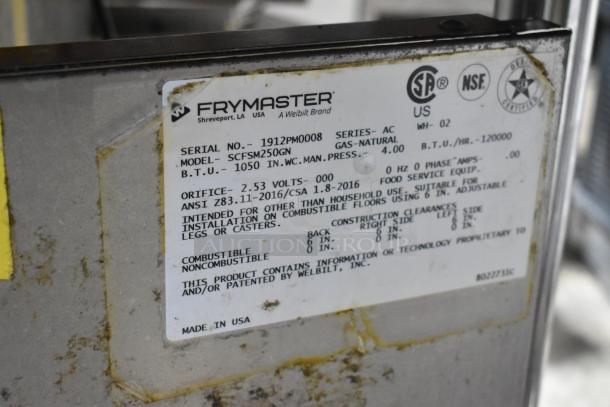 FRYMASTER®
Shreveport, LA USA A Welbilt Brand
CSA® US
NSF®
CERTIFIED
SERIAL NO.- 1912PM0008 SERIES- AC WH- 02
MODEL- SCFSM250GN GAS-NATURAL
B.T.U.- 1050 IN.WC.MAN.PRESS.- 4.00 B.T.U./HR.-120000
ORIFICE- 2.53 VOLTS- 000 0 HZ 0 PHASE AMPS- .00
ANSI Z83.11-2016/CSA 1.8-2016 FOOD SERVICE EQUIP.
INTENDED FOR OTHER THAN HOUSEHOLD USE. SUITABLE FOR
INSTALLATION ON COMBUSTIBLE FLOORS USING 6 IN. ADJUSTABLE
LEGS OR CASTERS. CONSTRUCTION CLEARANCES
BACK RIGHT SIDE LEFT SIDE
COMBUSTIBLE 6 IN. 6 IN. 6 IN.
NONCOMBUSTIBLE 0 IN. 0 IN. 0 IN.
THIS PRODUCT CONTAINS INFORMATION OR TECHNOLOGY PROPRIETARY TO
AND/OR PATENTED BY WELBILT, INC.
8022731C
MADE IN USA
AUCTIONS GROUP